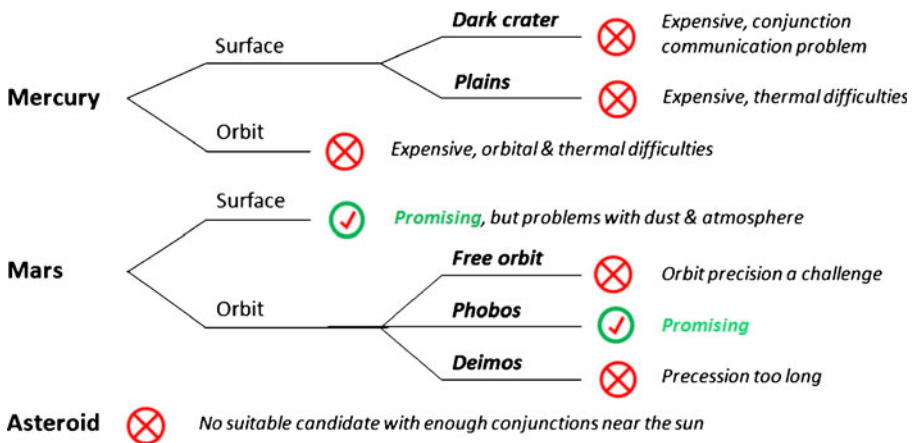 Dark crater
Expensive, conjunction
communication problem
Surface
Plains
Expensive, thermal difficulties
Mercury
Orbit
Expensive, orbital & thermal difficulties
Surface
Promising, but problems with dust & atmosphere
Mars
Free orbit
Orbit precision a challenge
Orbit
Phobos
Promising
Deimos
Precession too long
Asteroid
No suitable candidate with enough conjunctions near the sun